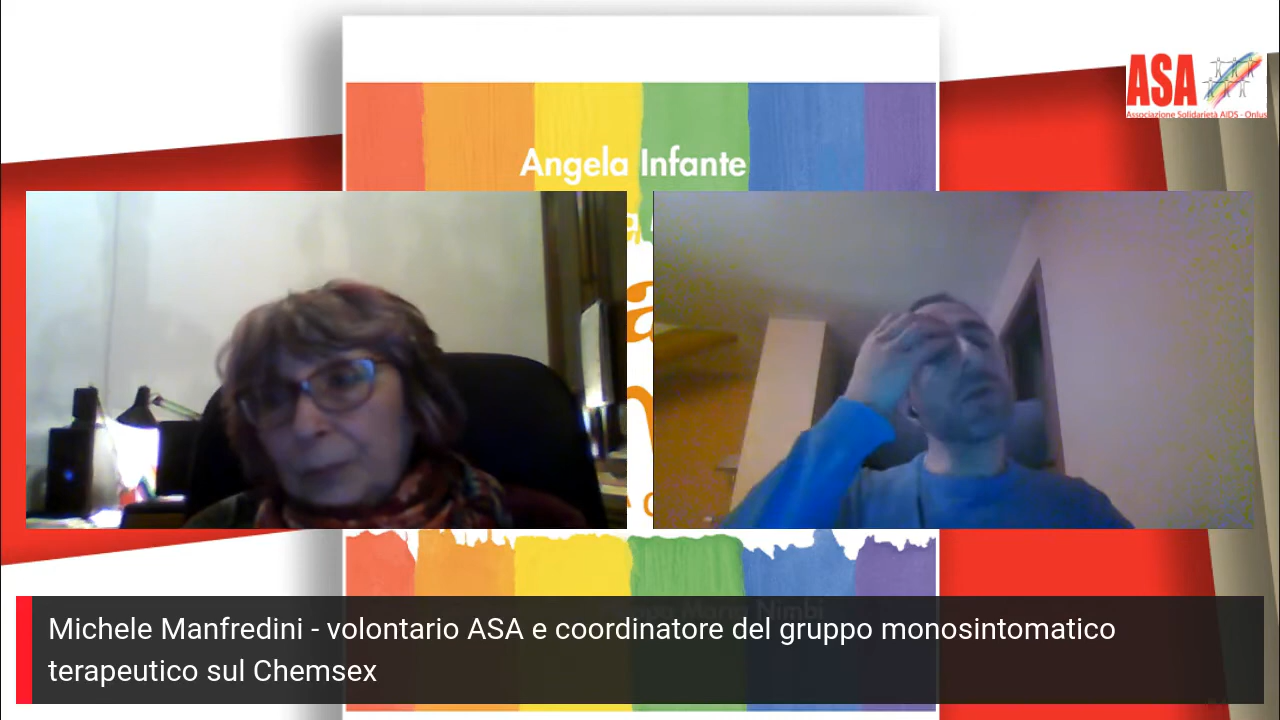 ASA
Associazione Solidarietà AIDS - Onlus
Angela Infante
Michele Manfredini - volontario ASA e coordinatore del gruppo monosintomatico
terapeutico sul Chemsex